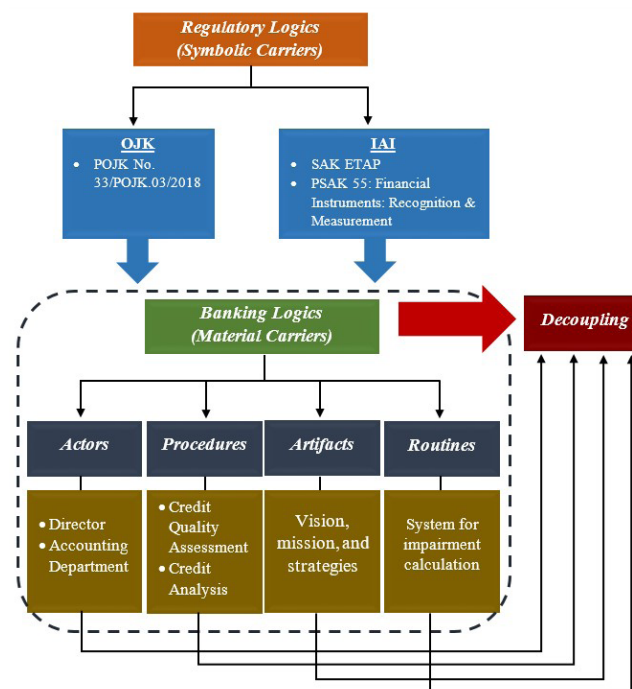 Regulatory Logics
(Symbolic Carriers)
OJK
• POJK No.
33/POJK.03/2018
IAI
• SAK ETAP
• PSAK 55: Financial
Instruments: Recognition &
Measurement
Banking Logics
(Material Carriers)
Decoupling
Actors
Procedures
Artifacts
Routines
• Director
• Accounting
Department
• Credit
Quality
Assessment
• Credit
Analysis
Vision,
mission, and
strategies
System for
impairment
calculation